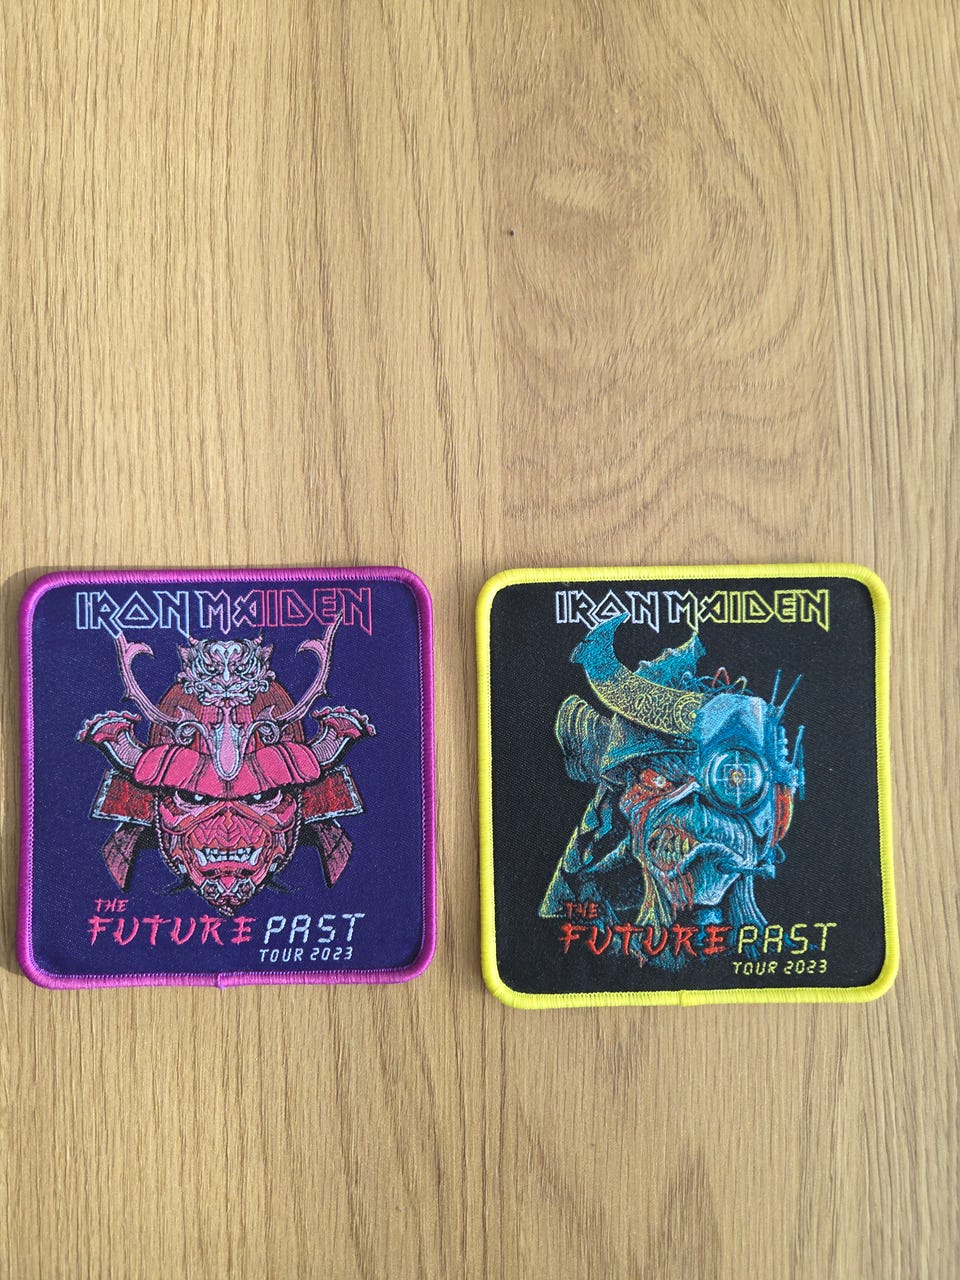 IRON MAIDEN
THE
FUTURE PAST
TOUR 2023
IRON MAIDEN
THE
FUTURE PAST
TOUR 2023